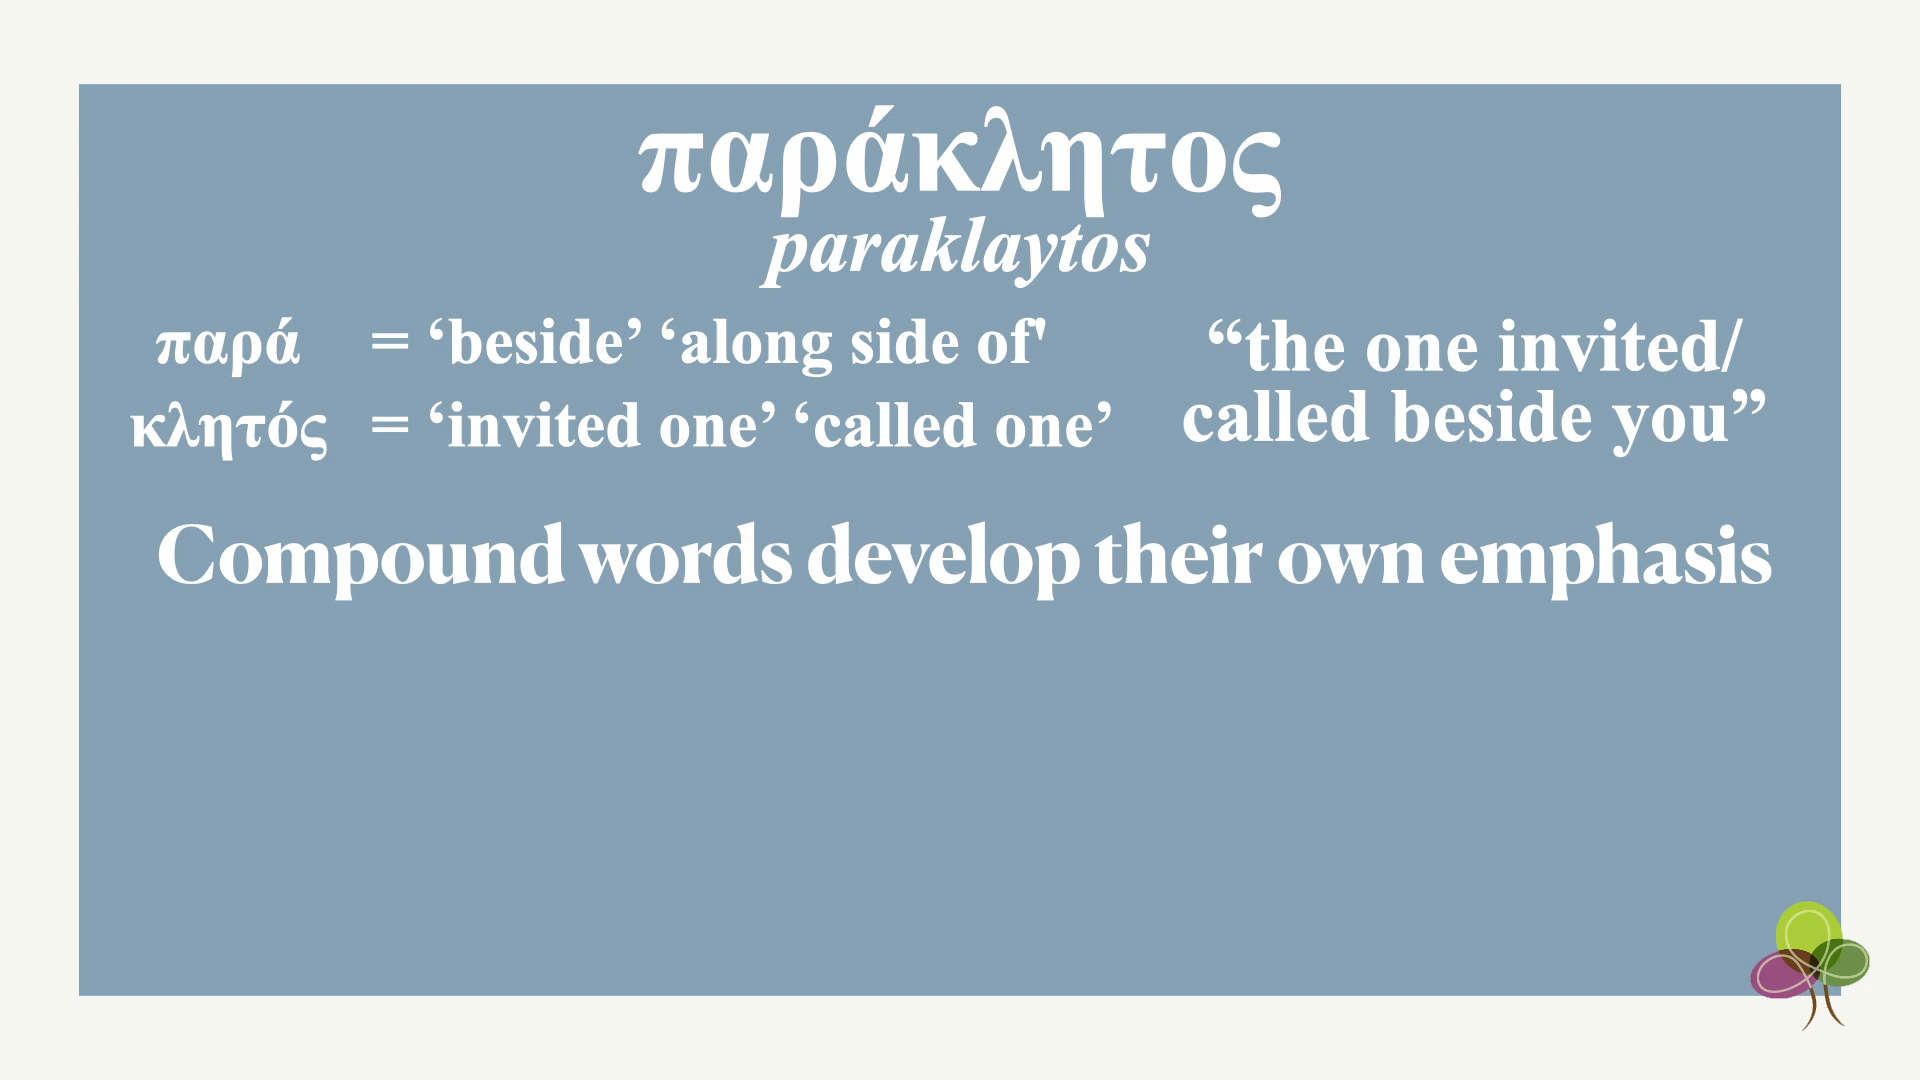 παράκλητος
paraklaytos
παρά = ‘beside’ ‘along side of'
κλητός = ‘invited one’ ‘called one’
“the one invited/
called beside you”
Compound words develop their own emphasis